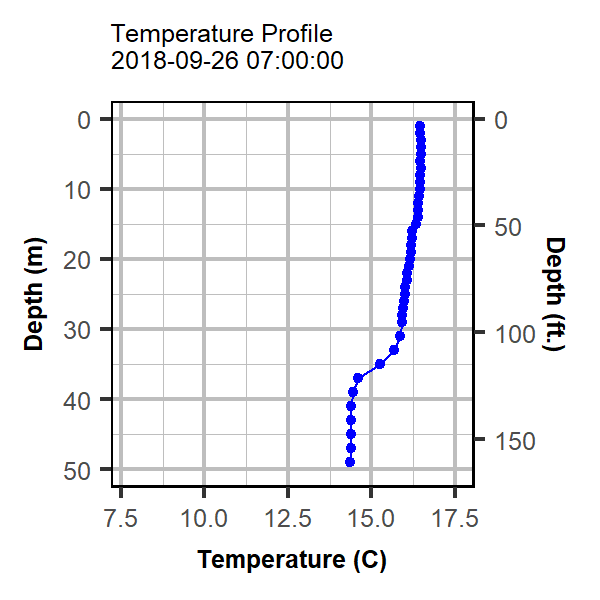 Temperature Profile
2018-09-26 07:00:00
0
10
20
30
40
50
Depth (m)
0
50
100
150
Depth (ft.)
7.5 10.0 12.5 15.0 17.5
Temperature (C)